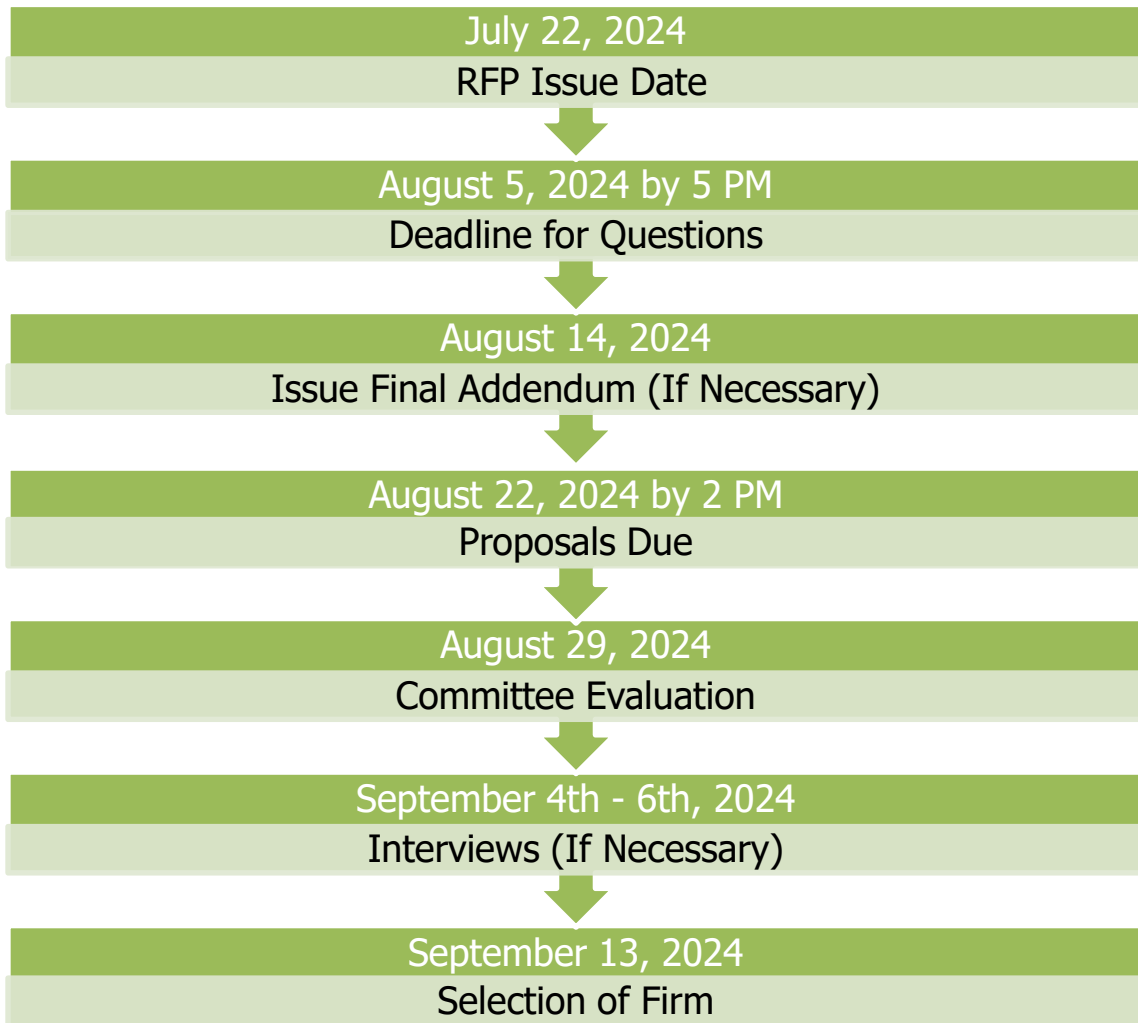 July 22, 2024
RFP Issue Date
August 5, 2024 by 5 PM
Deadline for Questions
August 14, 2024
Issue Final Addendum (If Necessary)
August 22, 2024 by 2 PM
Proposals Due
August 29, 2024
Committee Evaluation
September 4th - 6th, 2024
Interviews (If Necessary)
September 13, 2024
Selection of Firm